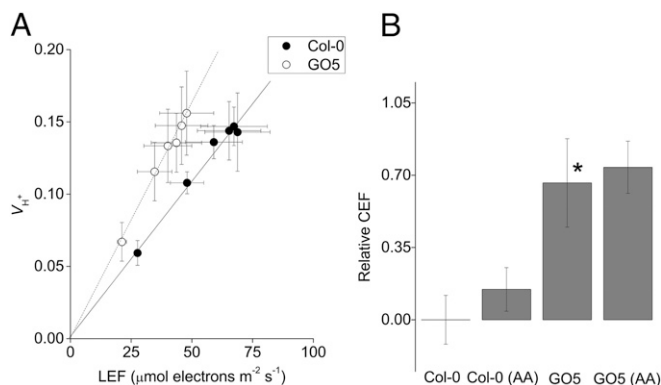 A
B
Col-0
GO5
0.20
0.15
0.10
0.05
0.00
V_H⁺
0 25 50 75 100
LEF (μmol electrons m⁻² s⁻¹)
1.05
0.70
0.35
0.00
Relative CEF
*
Col-0 Col-0 (AA) GO5 GO5 (AA)